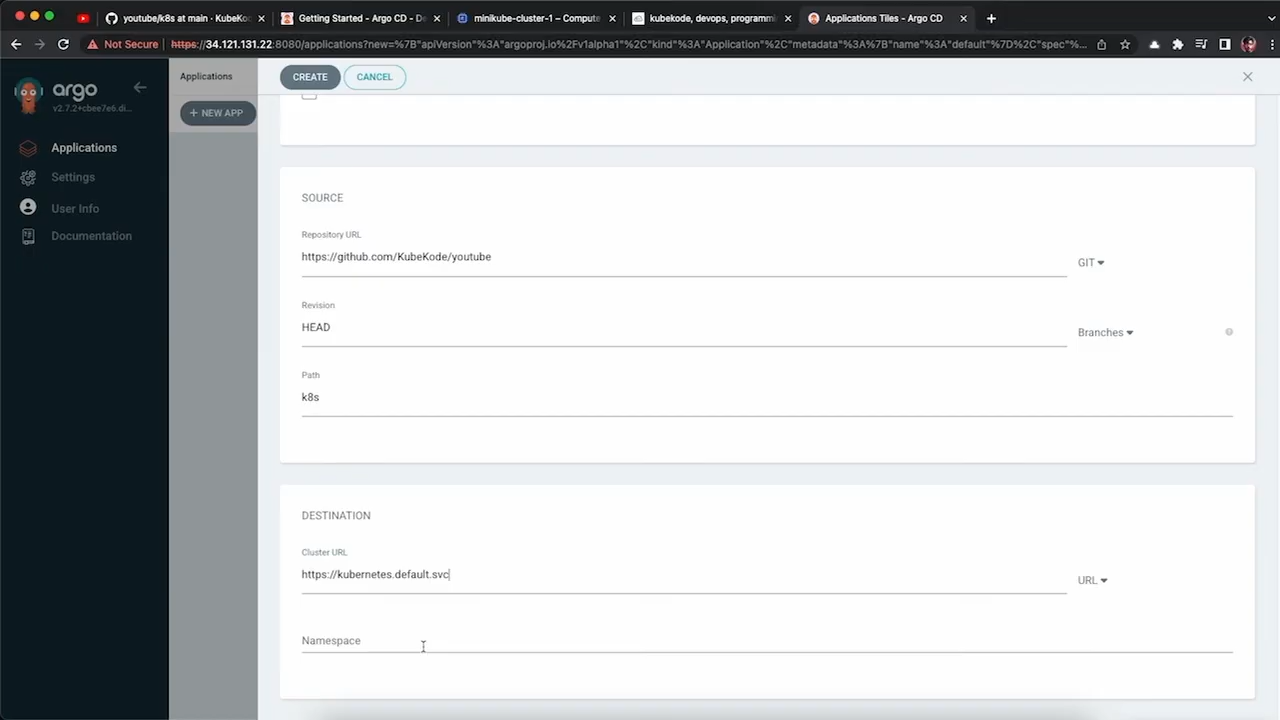 youtube/k8s at main · KubeKo
Getting Started - Argo CD - De
minikube-cluster-1 – Compute
kubekode, devops, programmi
Applications Tiles - Argo CD
Not Secure
https://34.121.131.22:8080/applications?new=%7B"apiVersion"%3A"argoproj.io%2Fv1alpha1"%2C"kind"%3A"Application"%2C"metadata"%3A%7B"name"%3A"default"%7D%2C"spec"%...
argo
v2.7.2+cbee7e6.di...
Applications
Settings
User Info
Documentation
Applications
+ NEW APP
CREATE
CANCEL
SOURCE
Repository URL
https://github.com/KubeKode/youtube
GIT
Revision
HEAD
Branches
Path
k8s
DESTINATION
Cluster URL
https://kubernetes.default.svc
URL
Namespace